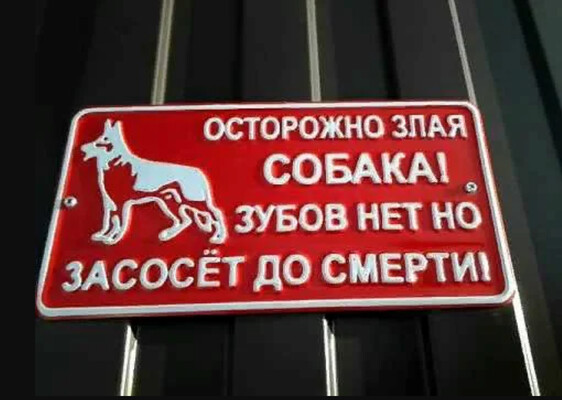 ОСТОРОЖНО ЗЛАЯ
СОБАКА!
ЗУБОВ НЕТ НО
ЗАСОСЁТ ДО СМЕРТИ!